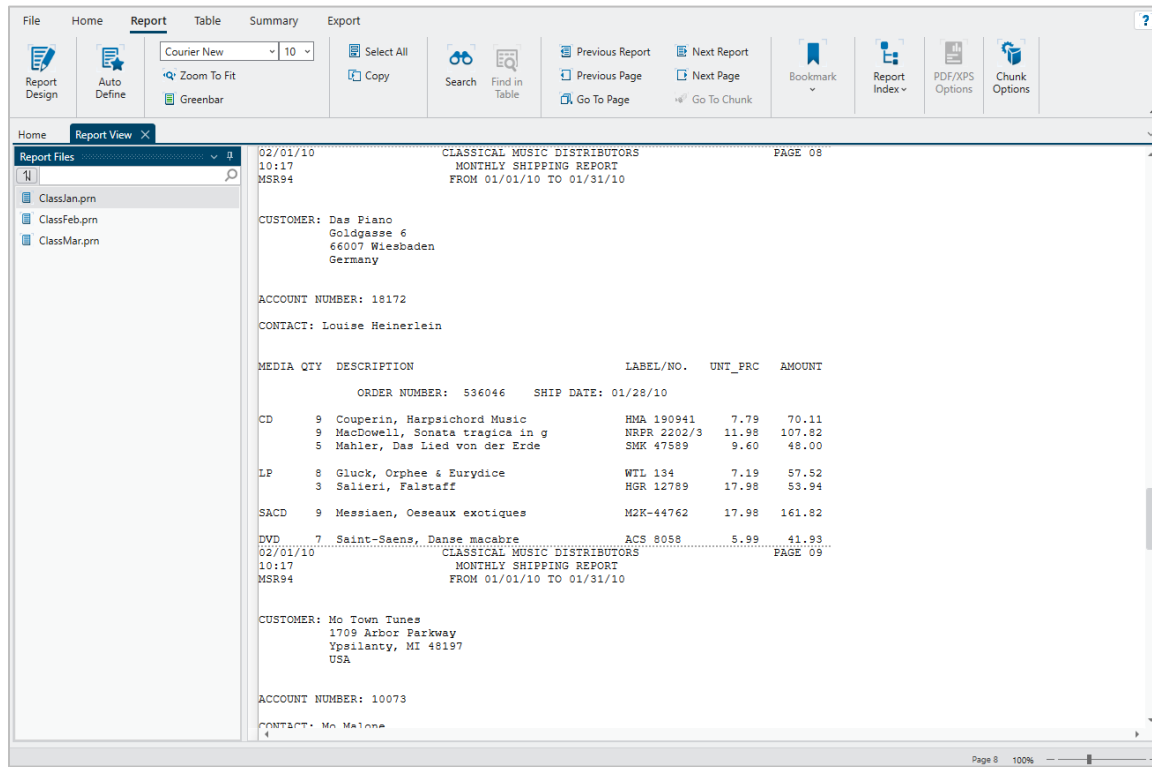 File Home Report Table Summary Export ?
Report Design
Auto Define
Courier New 10
Zoom To Fit
Greenbar
Select All
Copy
Search
Find in Table
Previous Report
Previous Page
Go To Page
Next Report
Next Page
Go To Chunk
Bookmark
Report Index
PDF/XPS Options
Chunk Options
Home Report View
Report Files
ClassJan.prn
ClassFeb.prn
ClassMar.prn
02/01/10 CLASSICAL MUSIC DISTRIBUTORS PAGE 08
10:17 MONTHLY SHIPPING REPORT
MSR94 FROM 01/01/10 TO 01/31/10
CUSTOMER: Das Piano
Goldgasse 6
66007 Wiesbaden
Germany
ACCOUNT NUMBER: 18172
CONTACT: Louise Heinerlein
MEDIA QTY DESCRIPTION LABEL/NO. UNT_PRC AMOUNT
ORDER NUMBER: 536046 SHIP DATE: 01/28/10
CD 9 Couperin, Harpsichord Music HMA 190941 7.79 70.11
9 MacDowell, Sonata tragica in g NRPR 2202/3 11.98 107.82
5 Mahler, Das Lied von der Erde SMK 47589 9.60 48.00
LP 8 Gluck, Orphee & Eurydice WTL 134 7.19 57.52
3 Salieri, Falstaff HGR 12789 17.98 53.94
SACD 9 Messiaen, Oeseaux exotiques M2K-44762 17.98 161.82
DVD 7 Saint-Saens, Danse macabre ACS 8058 5.99 41.93
02/01/10 CLASSICAL MUSIC DISTRIBUTORS PAGE 09
10:17 MONTHLY SHIPPING REPORT
MSR94 FROM 01/01/10 TO 01/31/10
CUSTOMER: Mo Town Tunes
1709 Arbor Parkway
Ypsilanty, MI 48197
USA
ACCOUNT NUMBER: 10073
CONTACT: Mo Malone
Page 8 100%